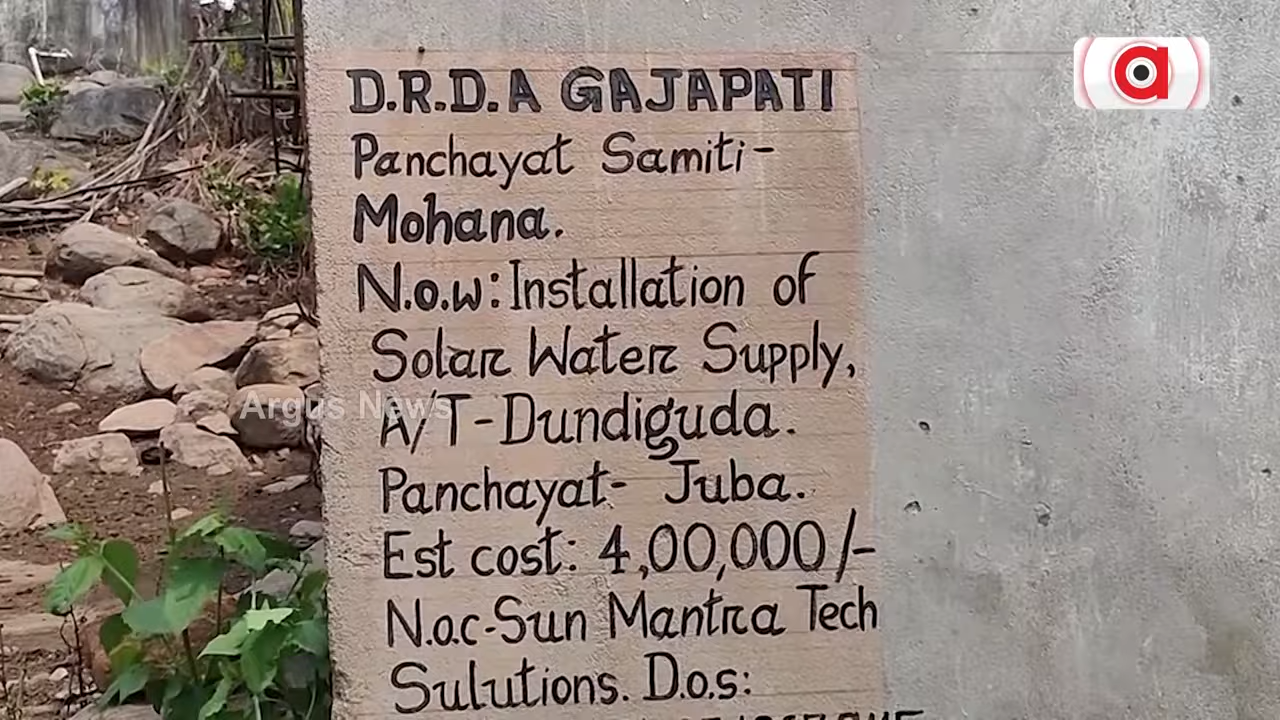 D.R.D.A GAJAPATI
Panchayat Samiti-
Mohana.
N.o.w: Installation of
Solar Water Supply,
A/T-Dundiguda.
Panchayat- Juba.
Est cost: 4,00,000/-
N.o.c-Sun Mantra Tech
Sulutions. D.o.s:
Argus News
a